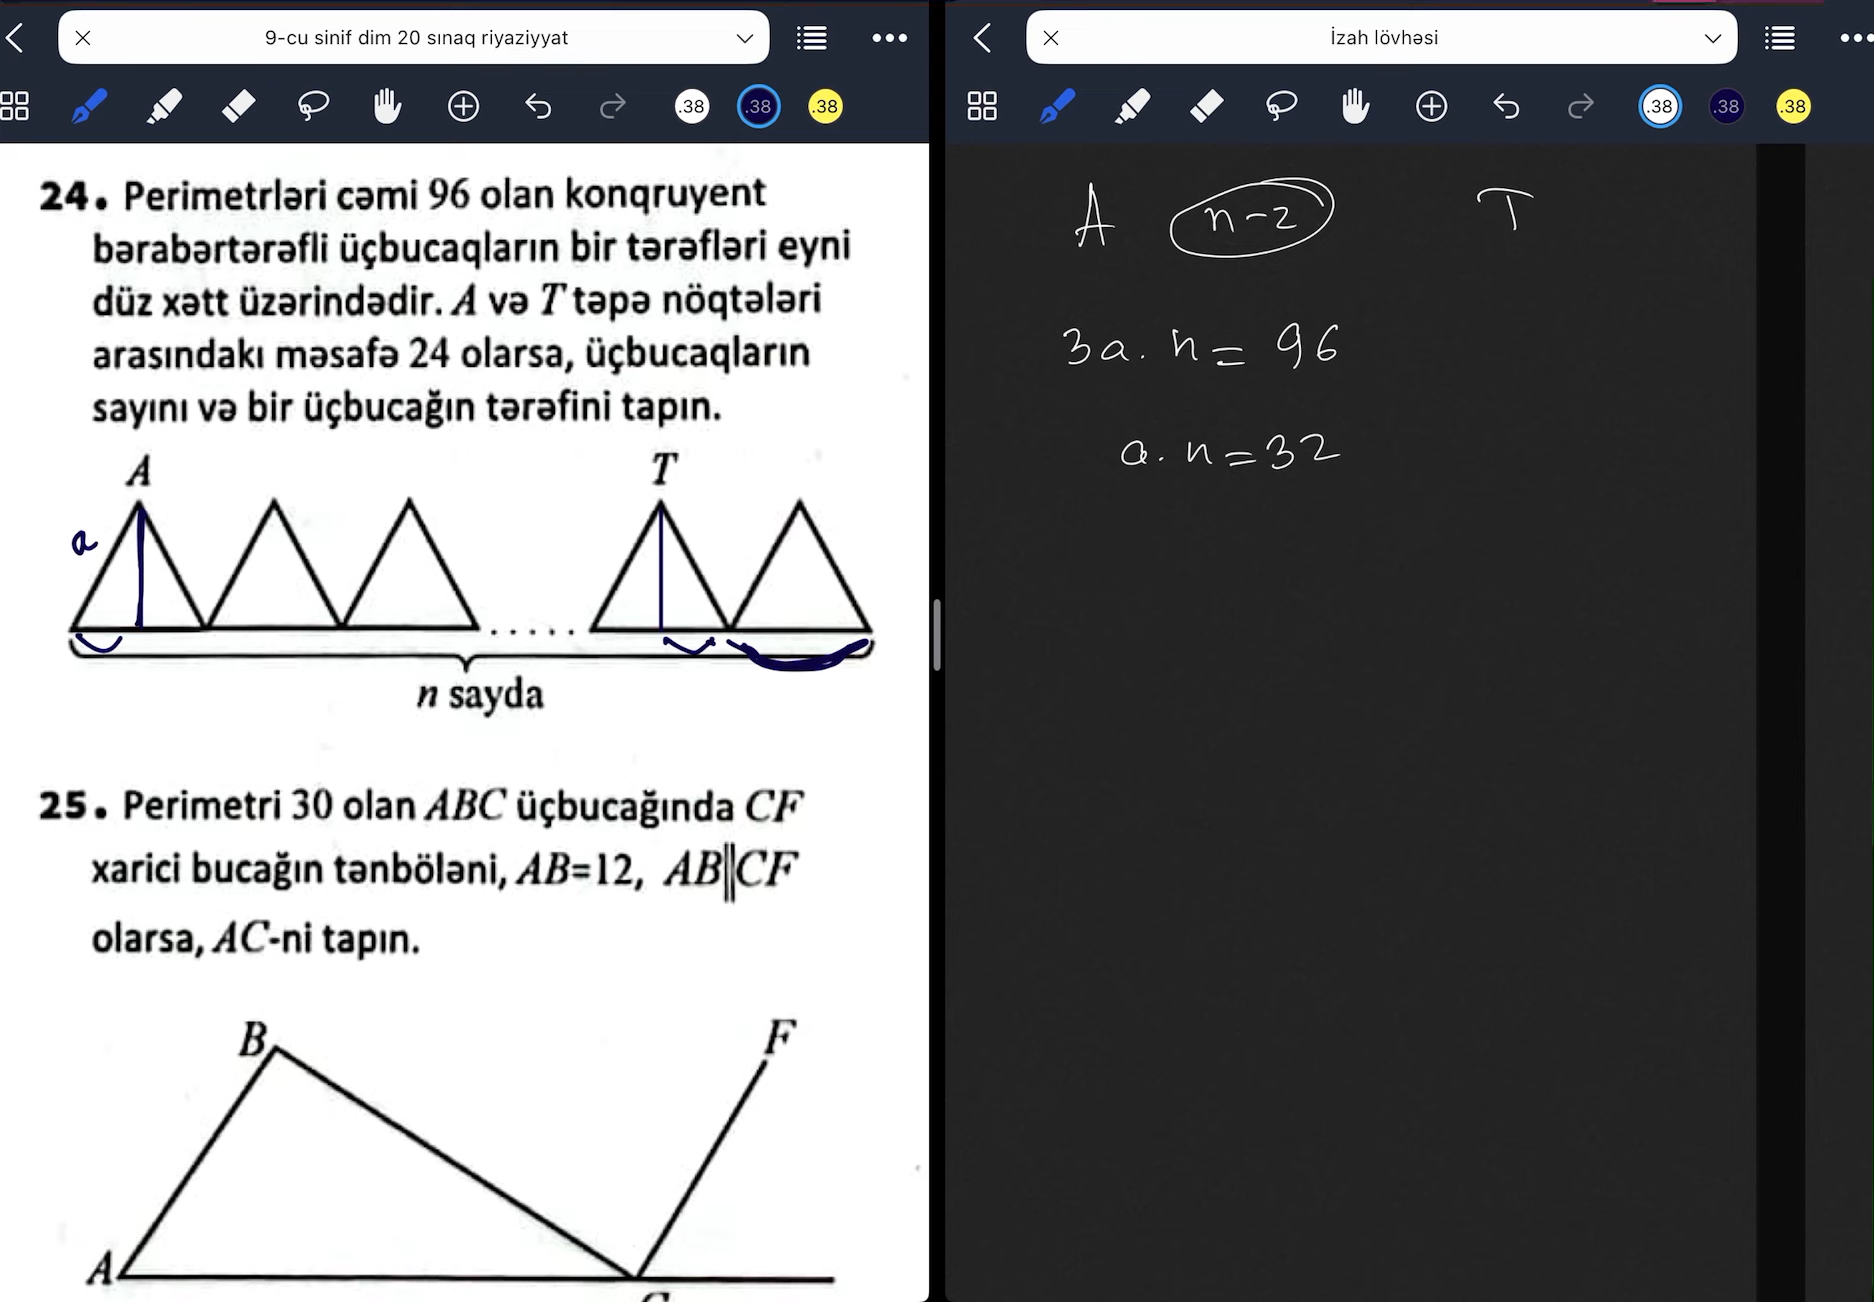 9-cu sinif dim 20 sınaq riyaziyyat
.38 .38 .38
24. Perimetrləri cəmi 96 olan konqruyent
bərabərtərəfli üçbucaqların bir tərəfləri eyni
düz xətt üzərindədir. A və T təpə nöqtələri
arasındakı məsafə 24 olarsa, üçbucaqların
sayını və bir üçbucağın tərəfini tapın.
A T
a
n sayda
25. Perimetri 30 olan ABC üçbucağında CF
xarici bucağın tənböləni, AB=12, AB||CF
olarsa, AC-ni tapın.
B F
A
İzah lövhəsi
.38 .38 .38
A n-2 T
3a. n = 96
a. n = 32